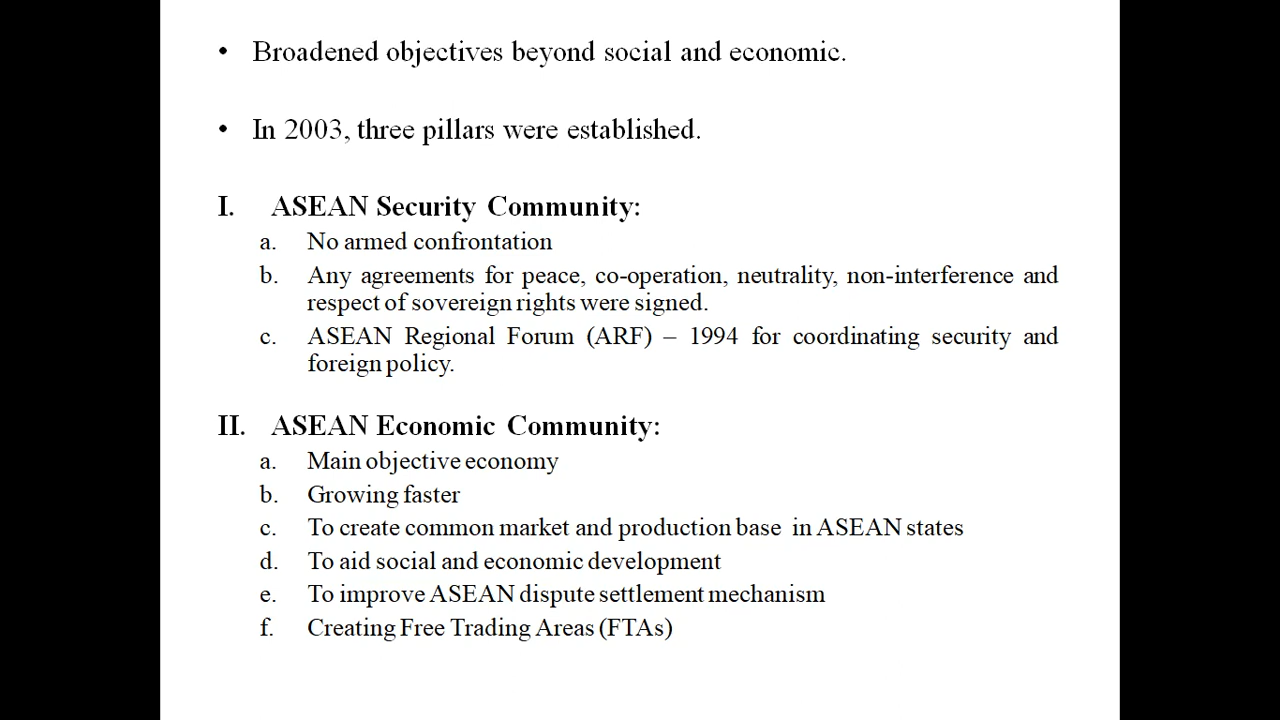 • Broadened objectives beyond social and economic.
• In 2003, three pillars were established.
I. ASEAN Security Community:
a. No armed confrontation
b. Any agreements for peace, co-operation, neutrality, non-interference and
respect of sovereign rights were signed.
c. ASEAN Regional Forum (ARF) – 1994 for coordinating security and
foreign policy.
II. ASEAN Economic Community:
a. Main objective economy
b. Growing faster
c. To create common market and production base in ASEAN states
d. To aid social and economic development
e. To improve ASEAN dispute settlement mechanism
f. Creating Free Trading Areas (FTAs)